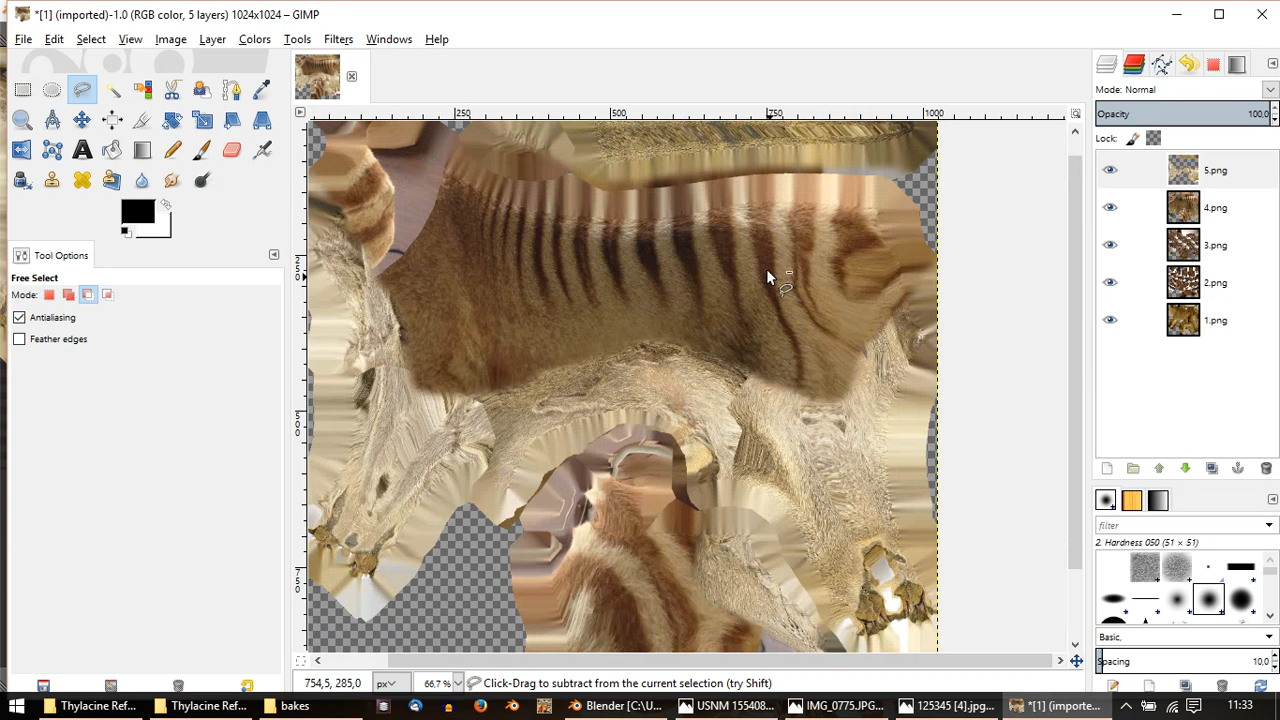 *[1] (imported)-1.0 (RGB color, 5 layers) 1024x1024 – GIMP
File Edit Select View Image Layer Colors Tools Filters Windows Help
Mode: Normal
Opacity 100,0
Lock:
250 500 750 1000
5.png
4.png
3.png
2.png
1.png
Tool Options
Free Select
Mode:
Antialiasing
Feather edges
250
500
750
filter
2. Hardness 050 (51 × 51)
Basic,
Spacing 10,0
754,5, 285,0 px 66,7 % Click-Drag to subtract from the current selection (try Shift)
Thylacine Ref... Thylacine Ref... bakes Blender [C:\U... USNM 155408... IMG_0775.JPG... 125345 [4].jpg... *[1] (importe... 11:33